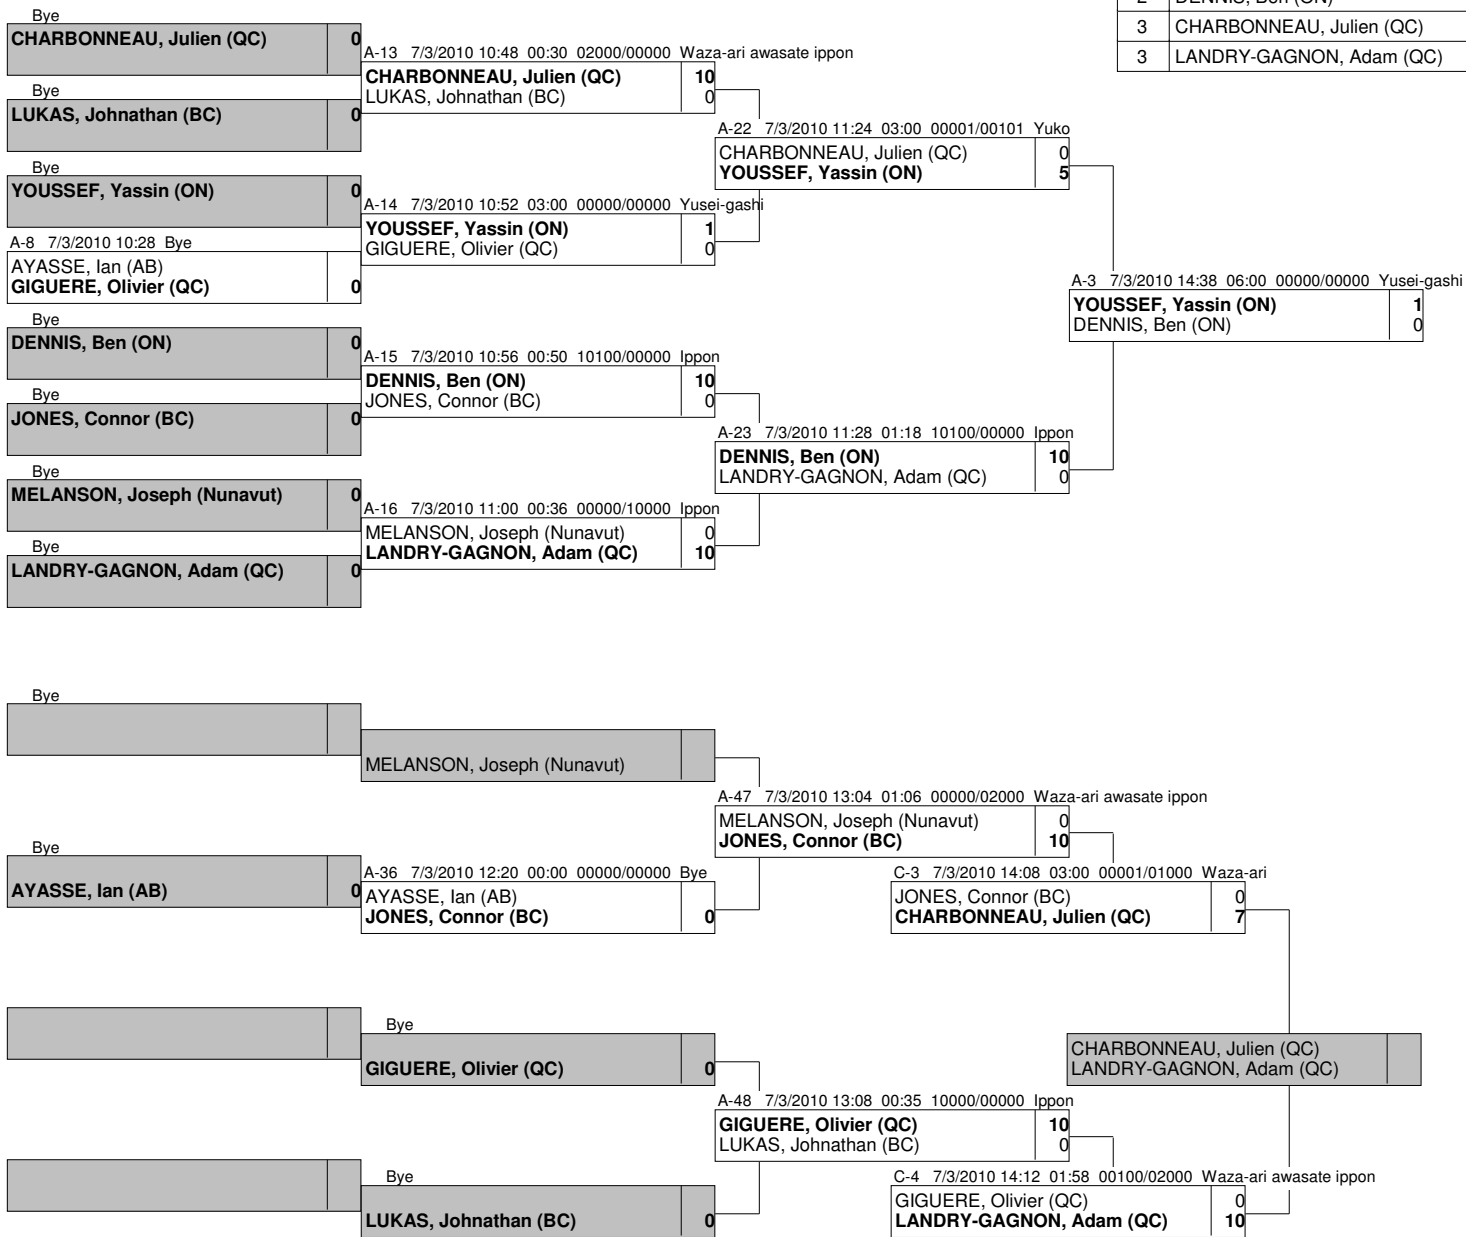 2 DENNIS, Ben (ON)
3 CHARBONNEAU, Julien (QC)
3 LANDRY-GAGNON, Adam (QC)
Bye
CHARBONNEAU, Julien (QC) 0
Bye
LUKAS, Johnathan (BC) 0
Bye
YOUSSEF, Yassin (ON) 0
A-8 7/3/2010 10:28 Bye
AYASSE, Ian (AB)
GIGUERE, Olivier (QC) 0
Bye
DENNIS, Ben (ON) 0
Bye
JONES, Connor (BC) 0
Bye
MELANSON, Joseph (Nunavut) 0
Bye
LANDRY-GAGNON, Adam (QC) 0
A-13 7/3/2010 10:48 00:30 02000/00000 Waza-ari awasate ippon
CHARBONNEAU, Julien (QC) 10
LUKAS, Johnathan (BC) 0
A-14 7/3/2010 10:52 03:00 00000/00000 Yusei-gashi
YOUSSEF, Yassin (ON) 1
GIGUERE, Olivier (QC) 0
A-15 7/3/2010 10:56 00:50 10100/00000 Ippon
DENNIS, Ben (ON) 10
JONES, Connor (BC) 0
A-16 7/3/2010 11:00 00:36 00000/10000 Ippon
MELANSON, Joseph (Nunavut) 0
LANDRY-GAGNON, Adam (QC) 10
A-22 7/3/2010 11:24 03:00 00001/00101 Yuko
CHARBONNEAU, Julien (QC) 0
YOUSSEF, Yassin (ON) 5
A-23 7/3/2010 11:28 01:18 10100/00000 Ippon
DENNIS, Ben (ON) 10
LANDRY-GAGNON, Adam (QC) 0
A-3 7/3/2010 14:38 06:00 00000/00000 Yusei-gashi
YOUSSEF, Yassin (ON) 1
DENNIS, Ben (ON) 0
Bye
MELANSON, Joseph (Nunavut)
Bye
AYASSE, Ian (AB) 0
A-36 7/3/2010 12:20 00:00 00000/00000 Bye
AYASSE, Ian (AB)
JONES, Connor (BC) 0
A-47 7/3/2010 13:04 01:06 00000/02000 Waza-ari awasate ippon
MELANSON, Joseph (Nunavut) 0
JONES, Connor (BC) 10
C-3 7/3/2010 14:08 03:00 00001/01000 Waza-ari
JONES, Connor (BC) 0
CHARBONNEAU, Julien (QC) 7
Bye
GIGUERE, Olivier (QC) 0
Bye
LUKAS, Johnathan (BC) 0
A-48 7/3/2010 13:08 00:35 10000/00000 Ippon
GIGUERE, Olivier (QC) 10
LUKAS, Johnathan (BC) 0
C-4 7/3/2010 14:12 01:58 00100/02000 Waza-ari awasate ippon
GIGUERE, Olivier (QC) 0
LANDRY-GAGNON, Adam (QC) 10
CHARBONNEAU, Julien (QC)
LANDRY-GAGNON, Adam (QC)